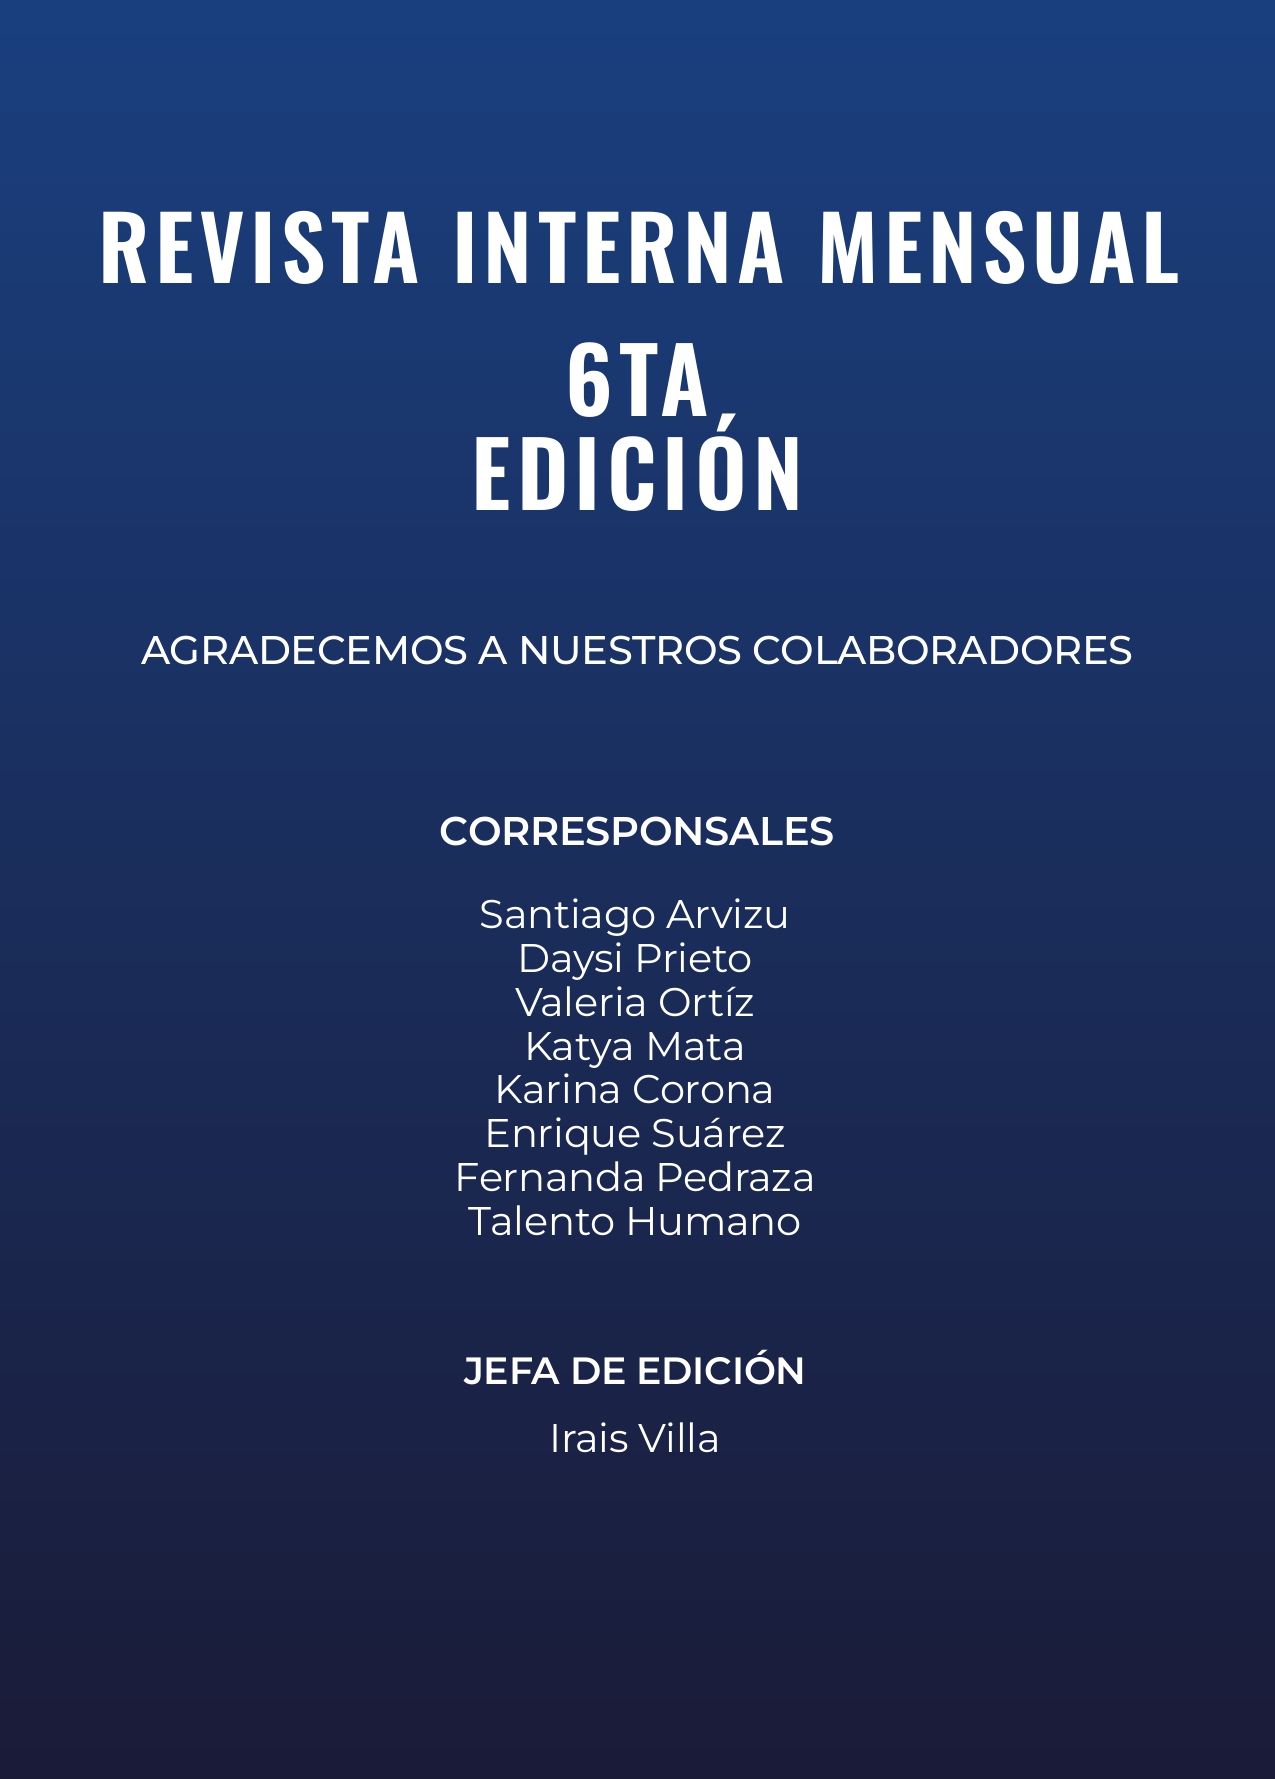 REVISTA INTERNA MENSUAL
6TA
EDICIÓN
AGRADECEMOS A NUESTROS COLABORADORES
CORRESPONSALES
Santiago Arvizu
Daysi Prieto
Valeria Ortíz
Katya Mata
Karina Corona
Enrique Suárez
Fernanda Pedraza
Talento Humano
JEFA DE EDICIÓN
Irais Villa